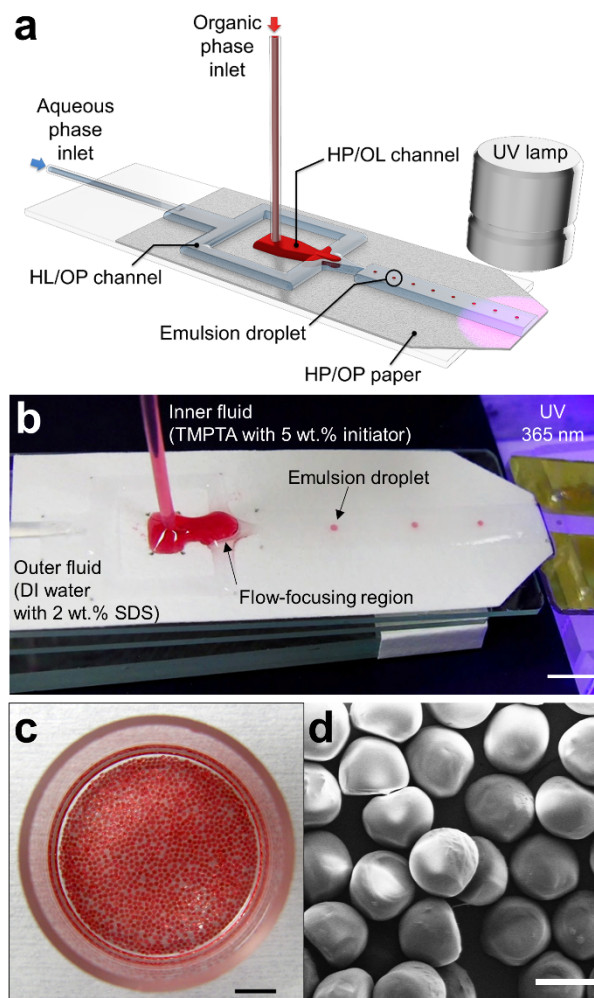 a
Organic
phase
inlet
Aqueous
phase
inlet
HP/OL channel
UV lamp
HL/OP channel
Emulsion droplet
HP/OP paper
b
Inner fluid
(TMPTA with 5 wt.% initiator)
UV
365 nm
Emulsion droplet
Outer fluid
(DI water
with 2 wt.% SDS)
Flow-focusing region
c
d